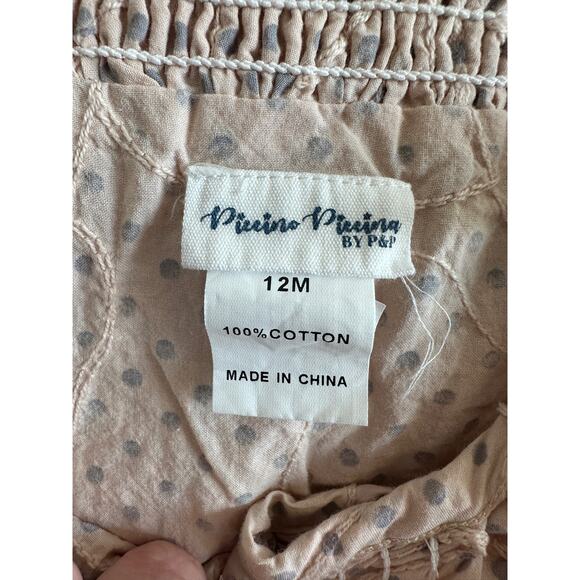 Piccino Piccina
BY P&P
12M
100%COTTON
MADE IN CHINA